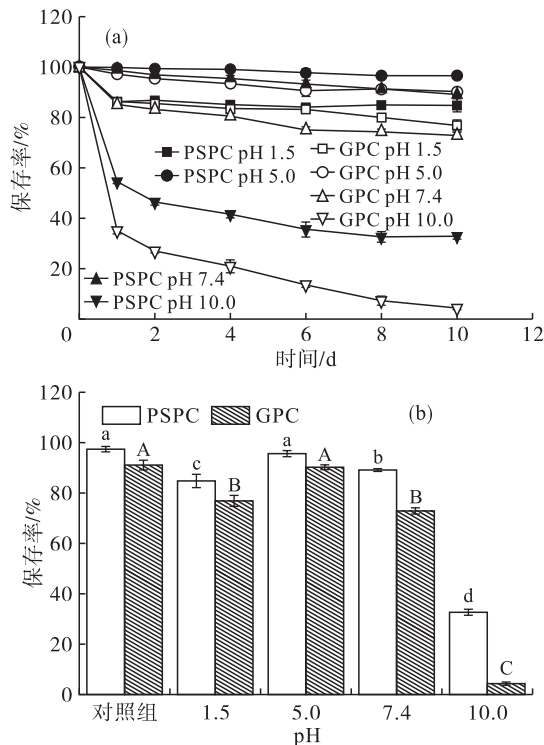 (a)
120
100
80
60
40
20
0
2
4
6
8
10
12
保存率/%
时间/d
PSPC pH 1.5
PSPC pH 5.0
GPC pH 1.5
GPC pH 5.0
GPC pH 7.4
GPC pH 10.0
PSPC pH 7.4
PSPC pH 10.0
(b)
PSPC
GPC
120
100
80
60
40
20
0
保存率/%
a
A
c
B
a
A
b
B
d
C
对照组
1.5
5.0
7.4
10.0
pH